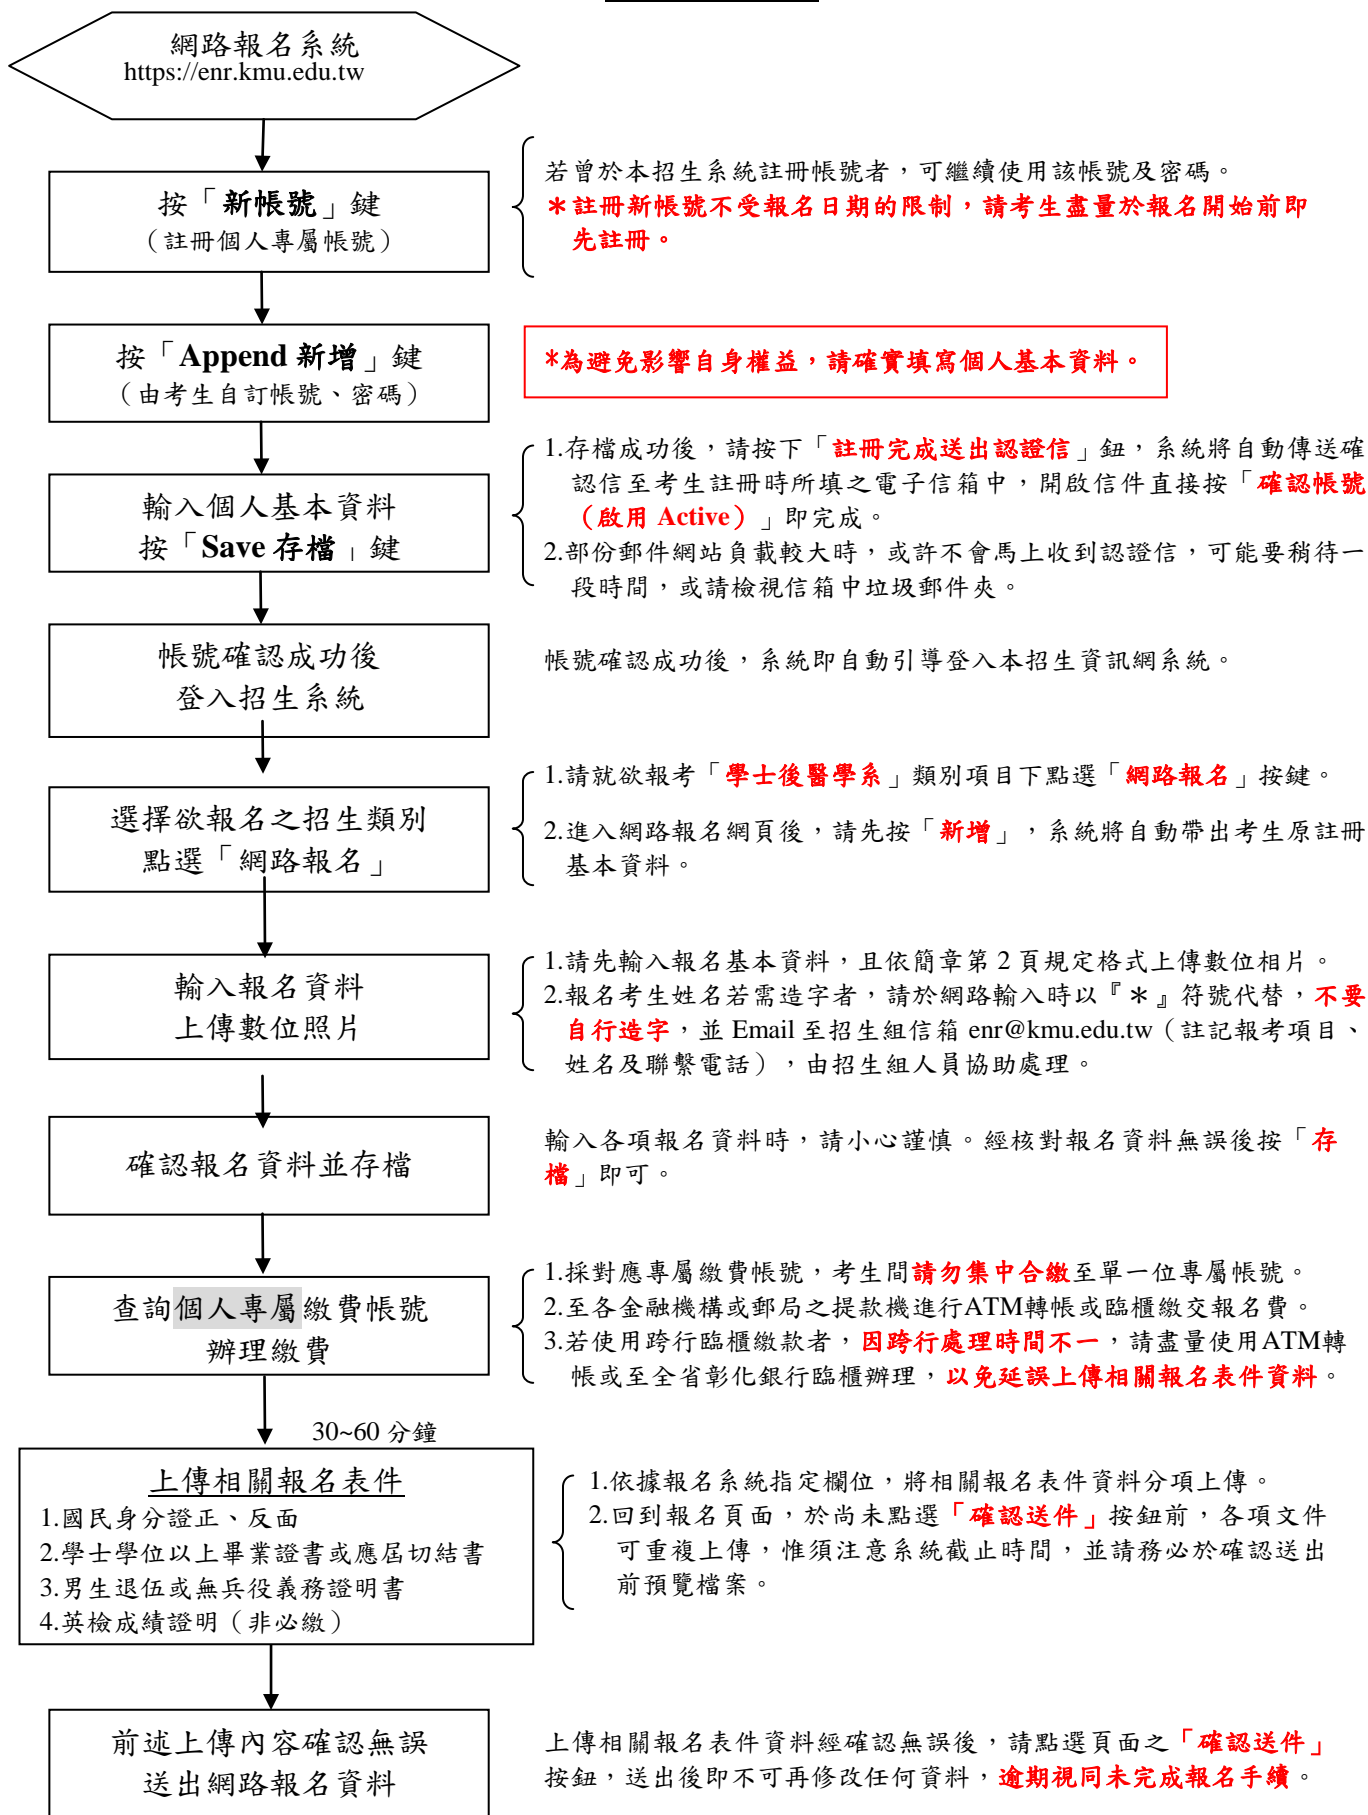 網路報名系統
https://enr.kmu.edu.tw
按「新帳號」鍵
（註冊個人專屬帳號）
若曾於本招生系統註冊帳號者，可繼續使用該帳號及密碼。
＊註冊新帳號不受報名日期的限制，請考生盡量於報名開始前即
先註冊。
按「Append 新增」鍵
（由考生自訂帳號、密碼）
*為避免影響自身權益，請確實填寫個人基本資料。
輸入個人基本資料
按「Save 存檔」鍵
1.存檔成功後，請按下「註冊完成送出認證信」鈕，系統將自動傳送確
認信至考生註冊時所填之電子信箱中，開啟信件直接按「確認帳號
（啟用 Active）」即完成。
2.部份郵件網站負載較大時，或許不會馬上收到認證信，可能要稍待一
段時間，或請檢視信箱中垃圾郵件夾。
帳號確認成功後
登入招生系統
帳號確認成功後，系統即自動引導登入本招生資訊網系統。
選擇欲報名之招生類別
點選「網路報名」
1.請就欲報考「學士後醫學系」類別項目下點選「網路報名」按鍵。
2.進入網路報名網頁後，請先按「新增」，系統將自動帶出考生原註冊
基本資料。
輸入報名資料
上傳數位照片
1.請先輸入報名基本資料，且依簡章第 2 頁規定格式上傳數位相片。
2.報名考生姓名若需造字者，請於網路輸入時以『＊』符號代替，不要
自行造字，並 Email 至招生組信箱 enr@kmu.edu.tw（註記報考項目、
姓名及聯繫電話），由招生組人員協助處理。
確認報名資料並存檔
輸入各項報名資料時，請小心謹慎。經核對報名資料無誤後按「存
檔」即可。
查詢個人專屬繳費帳號
辦理繳費
1.採對應專屬繳費帳號，考生間請勿集中合繳至單一位專屬帳號。
2.至各金融機構或郵局之提款機進行ATM轉帳或臨櫃繳交報名費。
3.若使用跨行臨櫃繳款者，因跨行處理時間不一，請盡量使用ATM轉
帳或至全省彰化銀行臨櫃辦理，以免延誤上傳相關報名表件資料。
30~60 分鐘
上傳相關報名表件
1.國民身分證正、反面
2.學士學位以上畢業證書或應屆切結書
3.男生退伍或無兵役義務證明書
4.英檢成績證明（非必繳）
1.依據報名系統指定欄位，將相關報名表件資料分項上傳。
2.回到報名頁面，於尚未點選「確認送件」按鈕前，各項文件
可重複上傳，惟須注意系統截止時間，並請務必於確認送出
前預覽檔案。
前述上傳內容確認無誤
送出網路報名資料
上傳相關報名表件資料經確認無誤後，請點選頁面之「確認送件」
按鈕，送出後即不可再修改任何資料，逾期視同未完成報名手續。